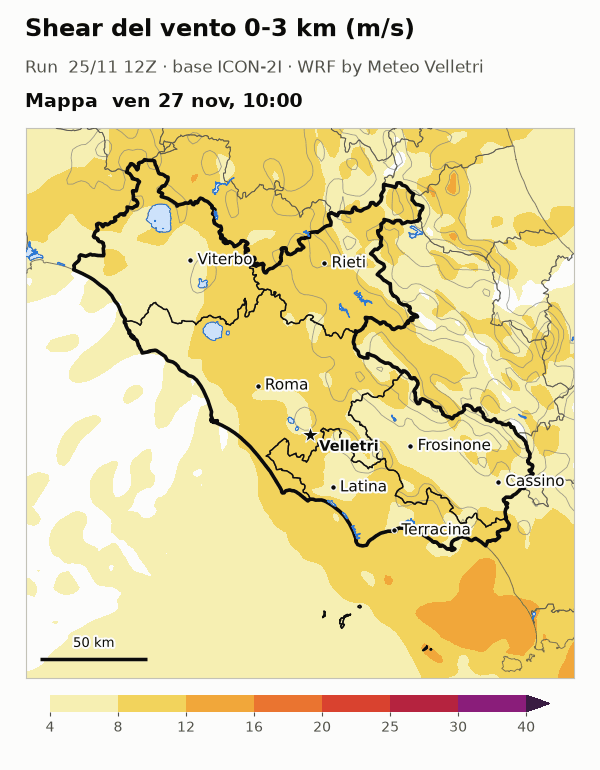 Shear del vento 0-3 km (m/s)
Run  25/11 12Z · base ICON-2I · WRF by Meteo Velletri
Mappa  ven 27 nov, 10:00
Viterbo
Rieti
Roma
Velletri
Frosinone
Cassino
Latina
Terracina
50 km
4 8 12 16 20 25 30 40